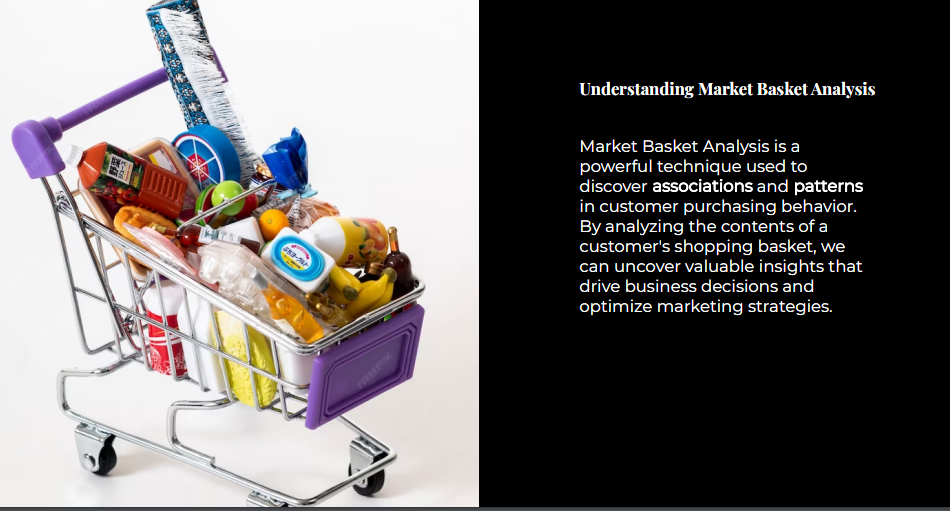 Understanding Market Basket Analysis
Market Basket Analysis is a
powerful technique used to
discover associations and patterns
in customer purchasing behavior.
By analyzing the contents of a
customer's shopping basket, we
can uncover valuable insights that
drive business decisions and
optimize marketing strategies.